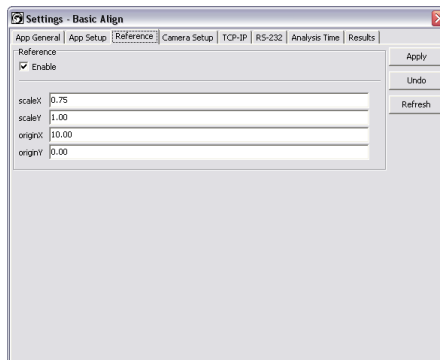 Settings - Basic Align
App General App Setup Reference Camera Setup TCP-IP RS-232 Analysis Time Results
Reference
Enable
Apply
Undo
Refresh
scaleX 0.75
scaleY 1.00
originX 10.00
originY 0.00